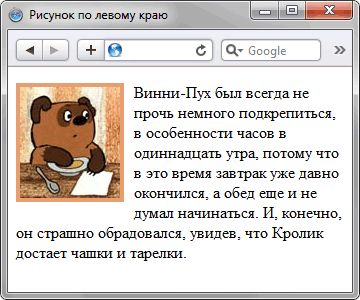 Рисунок по левому краю
Google
Винни-Пух был всегда не
прочь немного подкрепиться,
в особенности часов в
одиннадцать утра, потому что
в это время завтрак уже давно
окончился, а обед еще и не
думал начинаться. И, конечно,
он страшно обрадовался, увидев, что Кролик
достает чашки и тарелки.